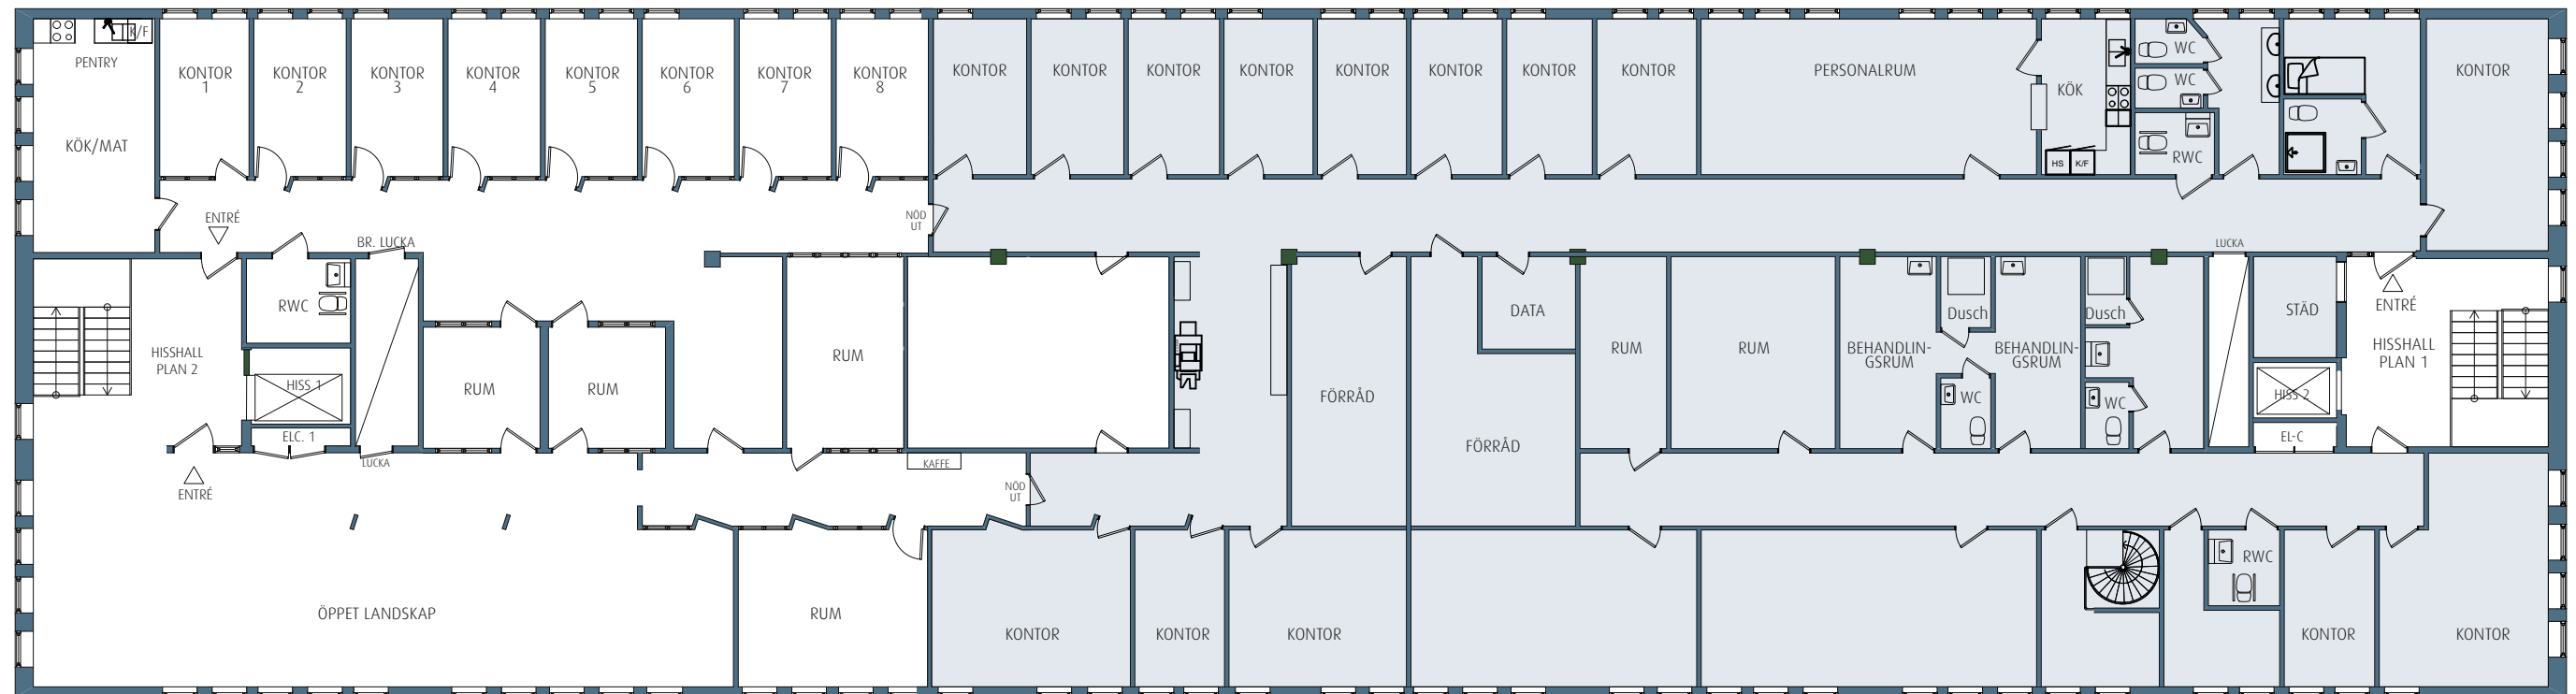 K/F
PENTRY
KÖK/MAT
KONTOR
1
KONTOR
2
KONTOR
3
KONTOR
4
KONTOR
5
KONTOR
6
KONTOR
7
KONTOR
8
KONTOR
KONTOR
KONTOR
KONTOR
KONTOR
KONTOR
KONTOR
KONTOR
PERSONALRUM
KÖK
HS
K/F
WC
WC
RWC
KONTOR
ENTRÉ
BR. LUCKA
NÖD
UT
LUCKA
HISSHALL
PLAN 2
RWC
HISS 1
ELC. 1
LUCKA
RUM
RUM
RUM
FÖRRÅD
DATA
FÖRRÅD
RUM
RUM
BEHANDLIN-
GSRUM
Dusch
WC
BEHANDLIN-
GSRUM
Dusch
WC
STÄD
HISS 2
EL-C
ENTRÉ
HISSHALL
PLAN 1
ENTRÉ
KAFFE
NÖD
UT
ÖPPET LANDSKAP
RUM
KONTOR
KONTOR
KONTOR
RWC
KONTOR
KONTOR